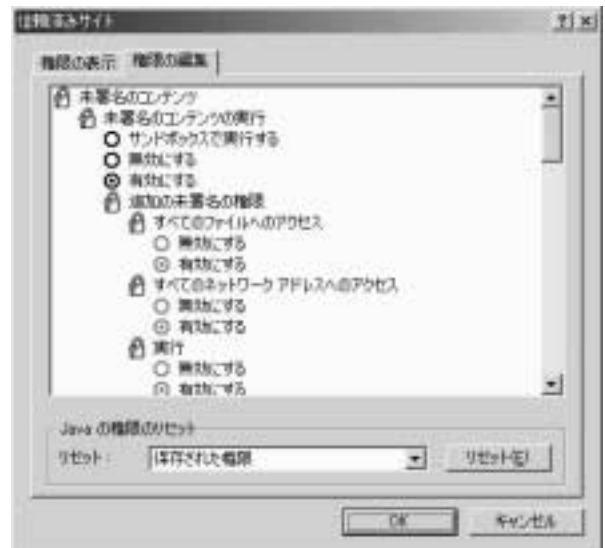 信頼済みサイト
権限の表示 権限の編集
未署名のコンテンツ
未署名のコンテンツの実行
サンドボックスで実行する
無効にする
有効にする
追加の未署名の権限
すべてのファイルへのアクセス
無効にする
有効にする
すべてのネットワーク アドレスへのアクセス
無効にする
有効にする
実行
無効にする
有効にする
Java の権限のリセット
リセット: 保存された権限 リセット(E)
OK キャンセル